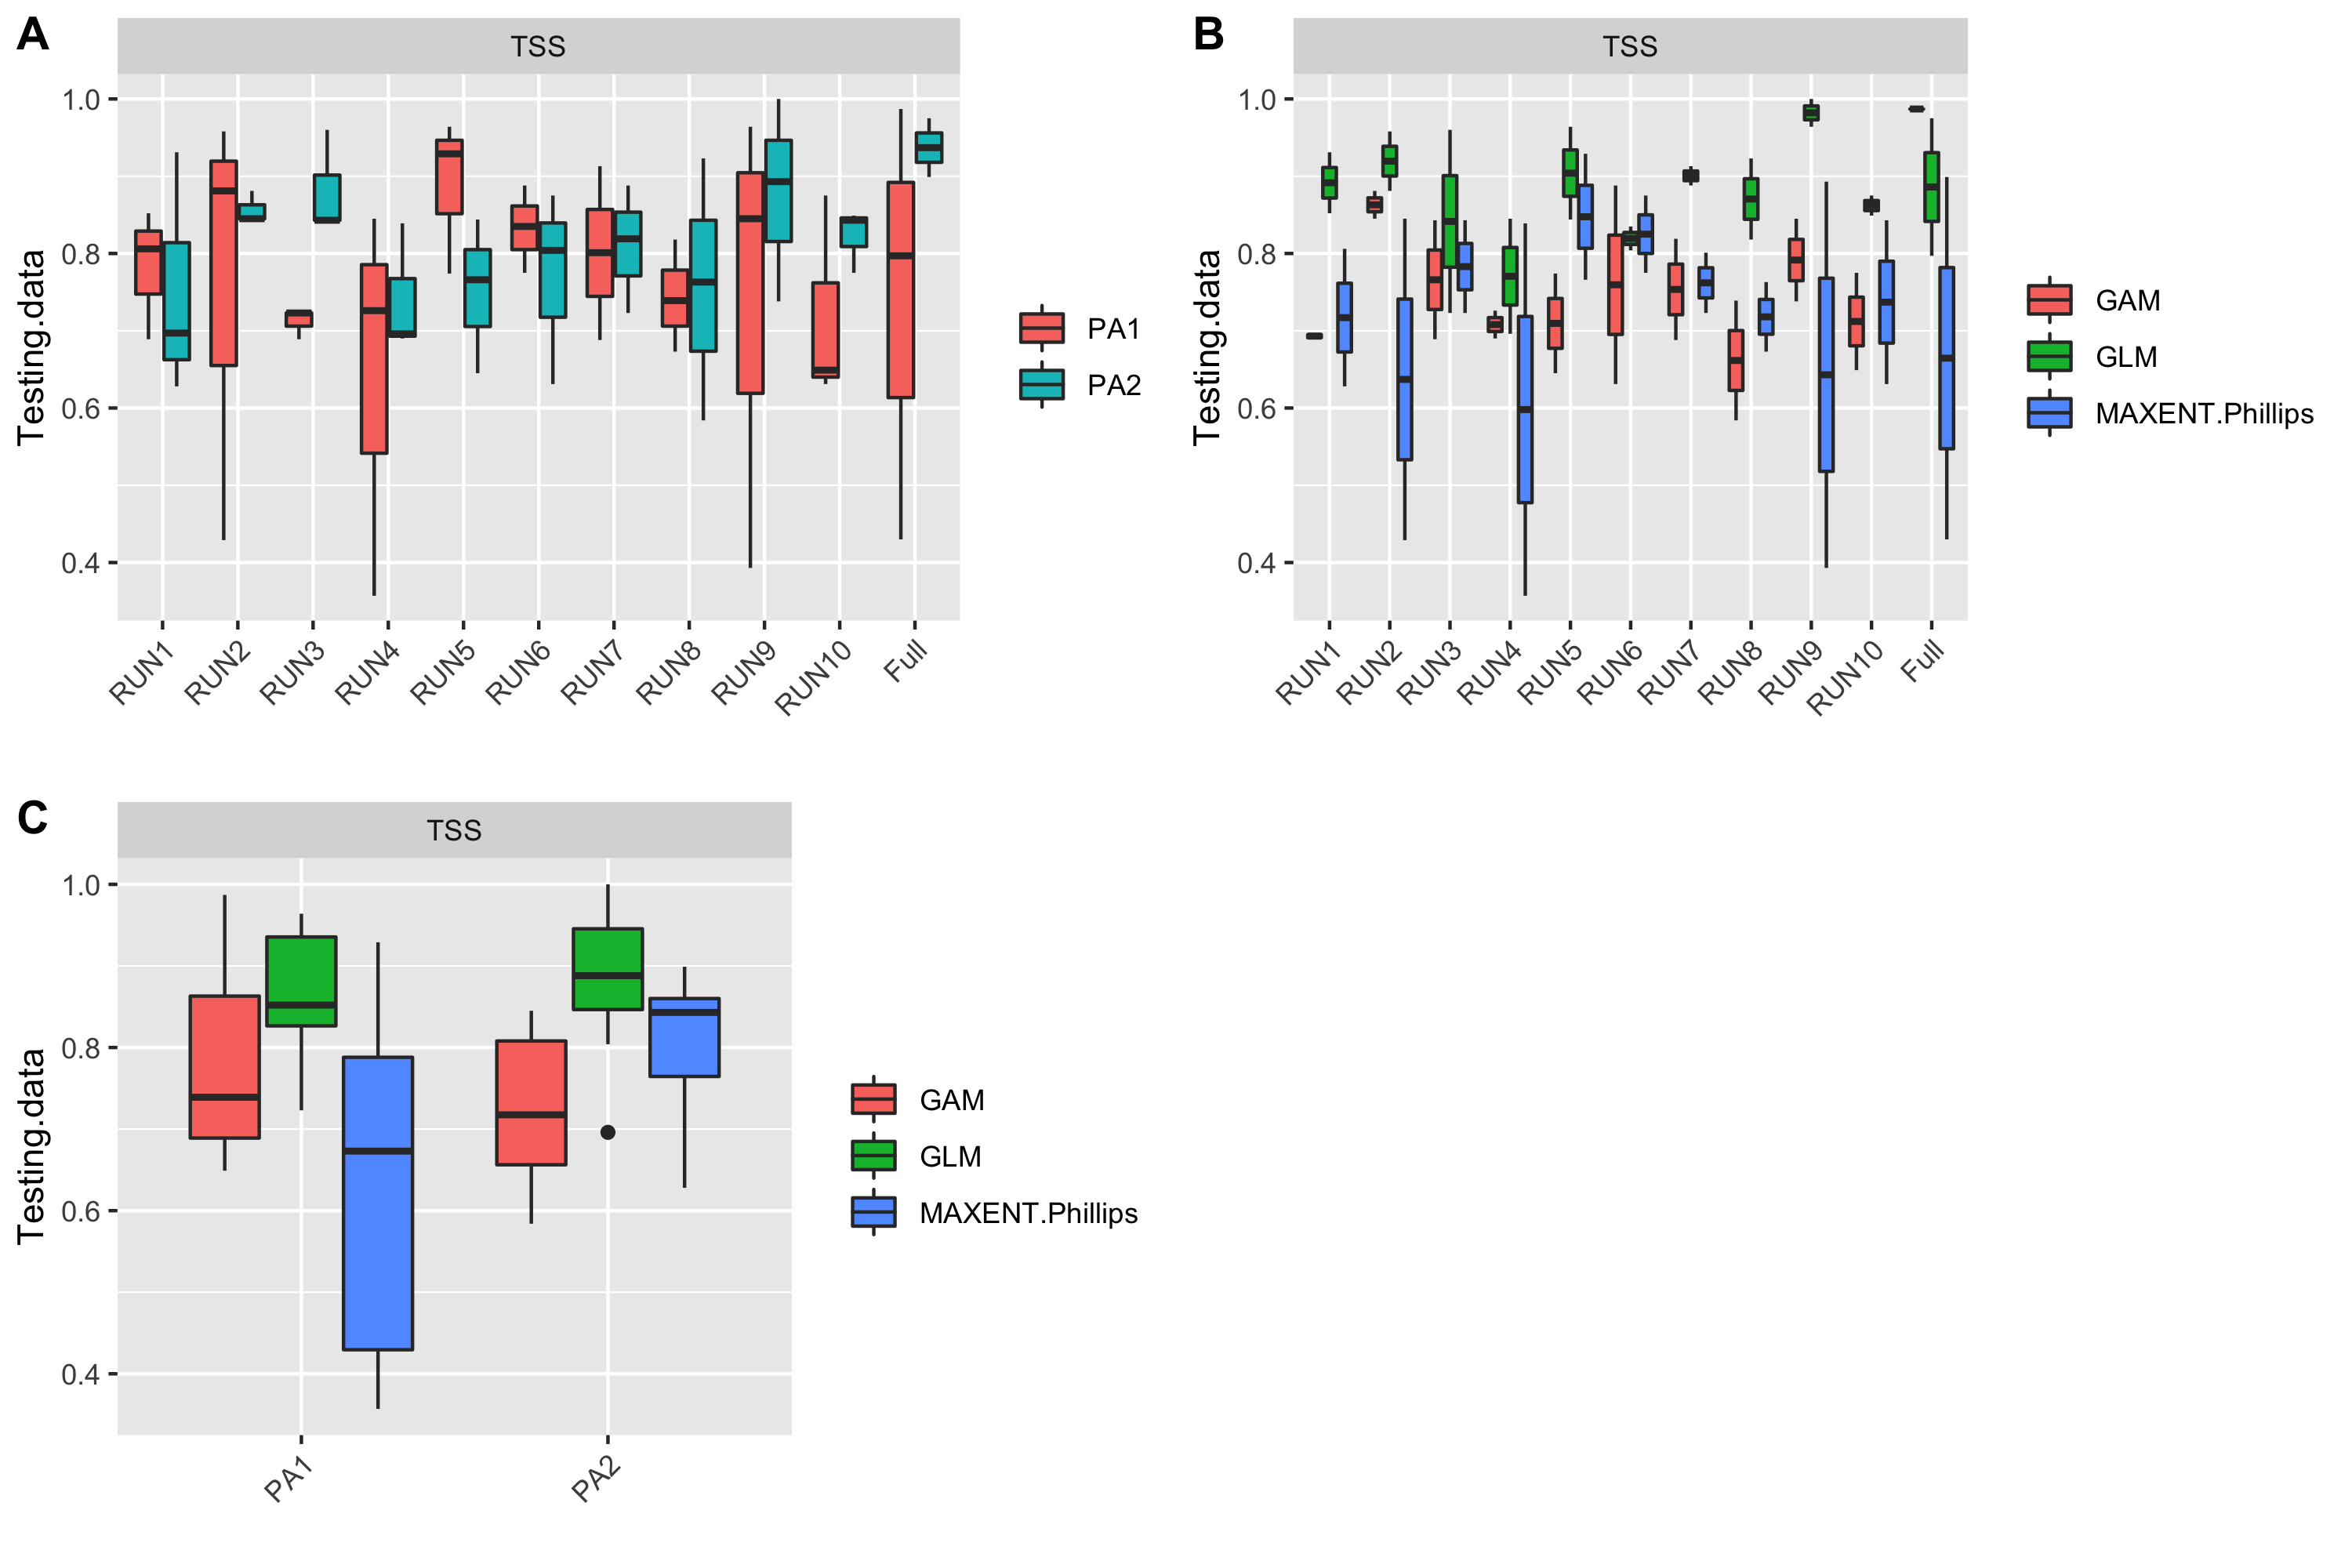 A
TSS
Testing.data
1.0
0.8
0.6
0.4
RUN1 RUN2 RUN3 RUN4 RUN5 RUN6 RUN7 RUN8 RUN9 RUN10 Full
PA1
PA2
B
TSS
Testing.data
1.0
0.8
0.6
0.4
RUN1 RUN2 RUN3 RUN4 RUN5 RUN6 RUN7 RUN8 RUN9 RUN10 Full
GAM
GLM
MAXENT.Phillips
C
TSS
Testing.data
1.0
0.8
0.6
0.4
PA1 PA2
GAM
GLM
MAXENT.Phillips